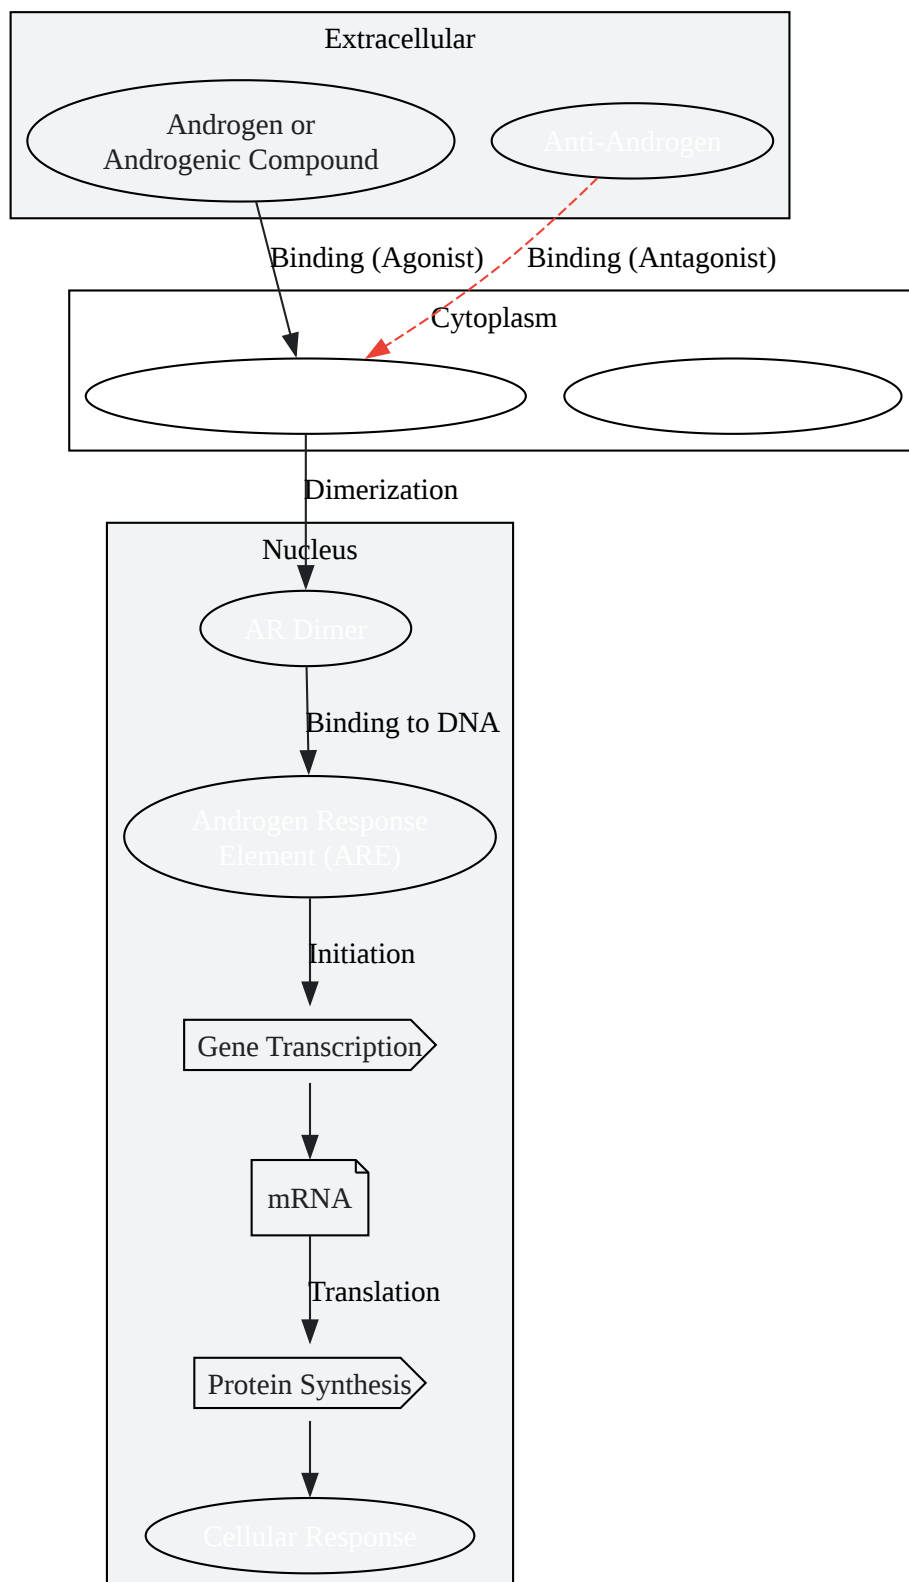 Extracellular
Androgen or
Androgenic Compound
Anti-Androgen
Binding (Agonist)
Binding (Antagonist)
Cytoplasm
Dimerization
Nucleus
AR Dimer
Binding to DNA
Androgen Response
Element (ARE)
Initiation
Gene Transcription
mRNA
Translation
Protein Synthesis
Cellular Response